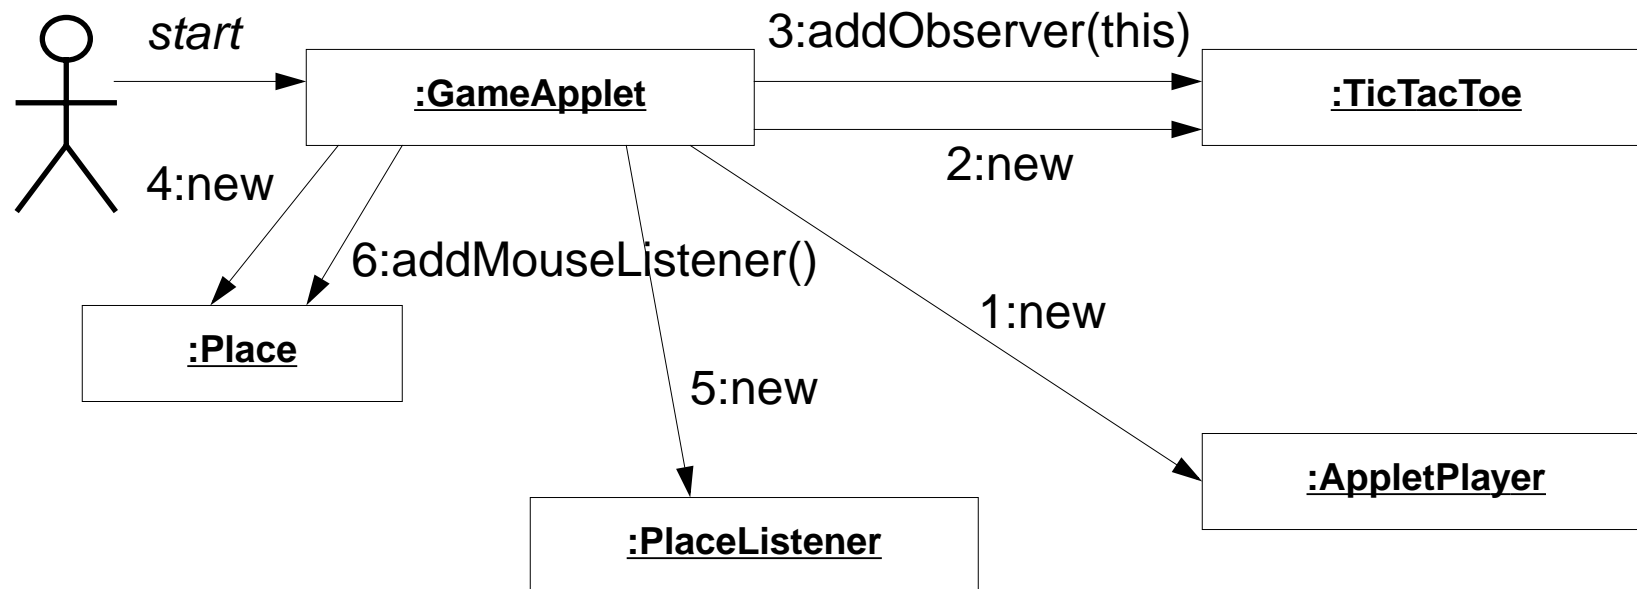 start
3:addObserver(this)
:GameApplet
:TicTacToe
2:new
4:new
6:addMouseListener()
1:new
:Place
5:new
:AppletPlayer
:PlaceListener